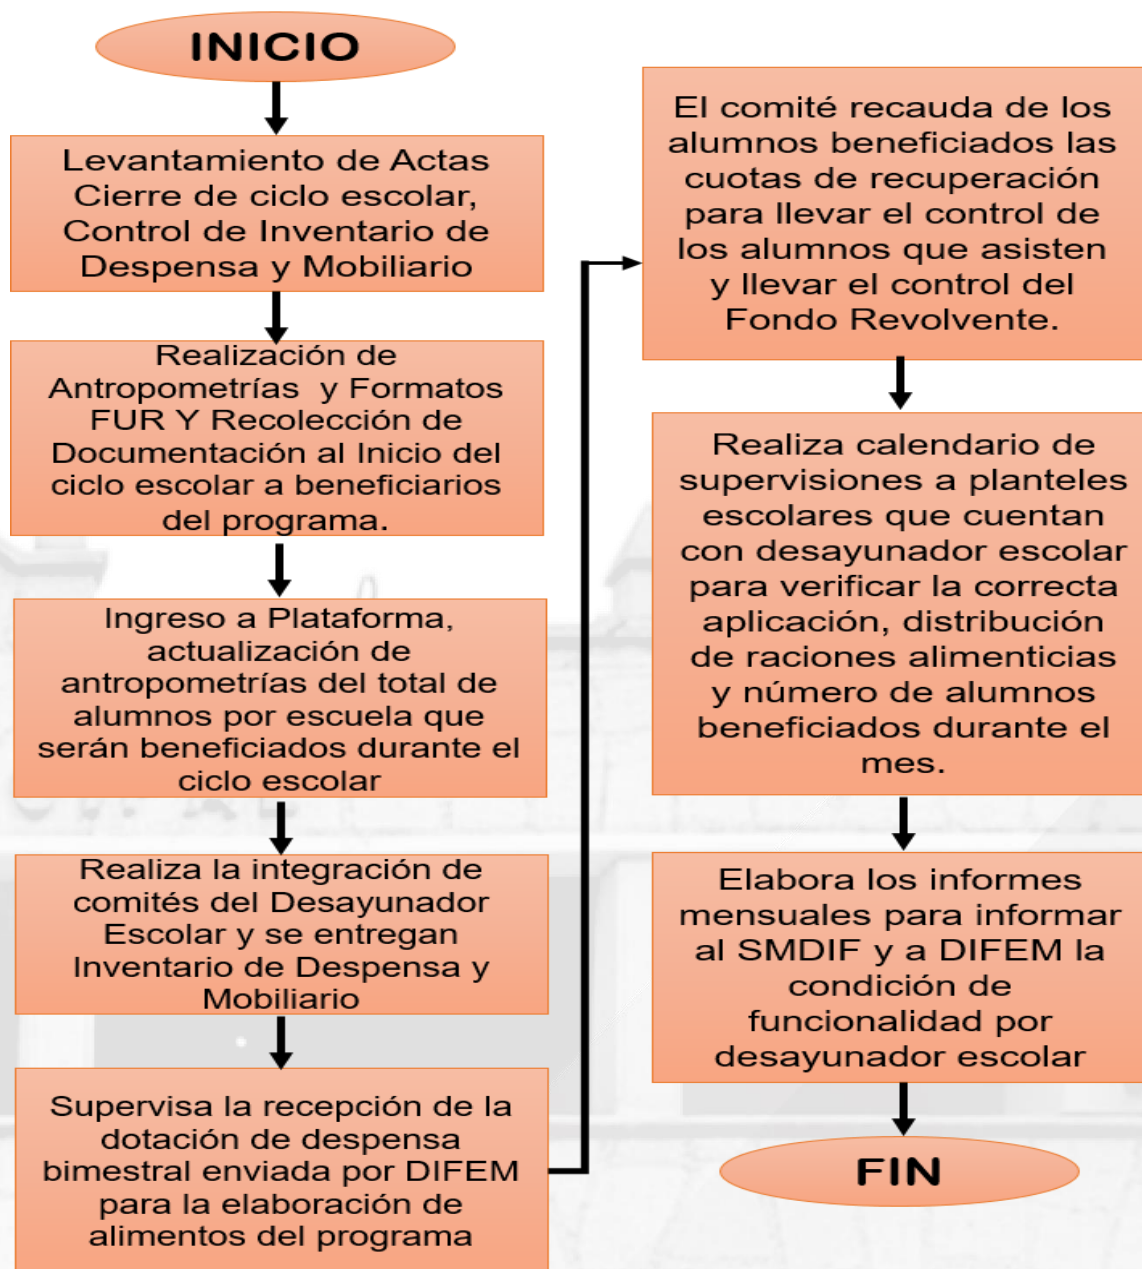 INICIO
Levantamiento de Actas
Cierre de ciclo escolar,
Control de Inventario de
Despensa y Mobiliario
Realización de
Antropometrías y Formatos
FUR Y Recolección de
Documentación al Inicio del
ciclo escolar a beneficiarios
del programa.
Ingreso a Plataforma,
actualización de
antropometrías del total de
alumnos por escuela que
serán beneficiados durante el
ciclo escolar
Realiza la integración de
comités del Desayunador
Escolar y se entregan
Inventario de Despensa y
Mobiliario
Supervisa la recepción de la
dotación de despensa
bimestral enviada por DIFEM
para la elaboración de
alimentos del programa
El comité recauda de los
alumnos beneficiados las
cuotas de recuperación
para llevar el control de
los alumnos que asisten
y llevar el control del
Fondo Revolvente.
Realiza calendario de
supervisiones a planteles
escolares que cuentan
con desayunador escolar
para verificar la correcta
aplicación, distribución
de raciones alimenticias
y número de alumnos
beneficiados durante el
mes.
Elabora los informes
mensuales para informar
al SMDIF y a DIFEM la
condición de
funcionalidad por
desayunador escolar
FIN